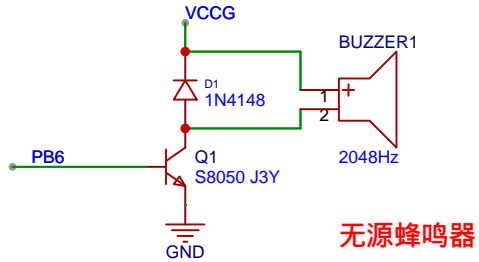 VCCG
BUZZER1
D1
1N4148
+
1
2
PB6
Q1
S8050 J3Y
2048Hz
GND
无源蜂鸣器